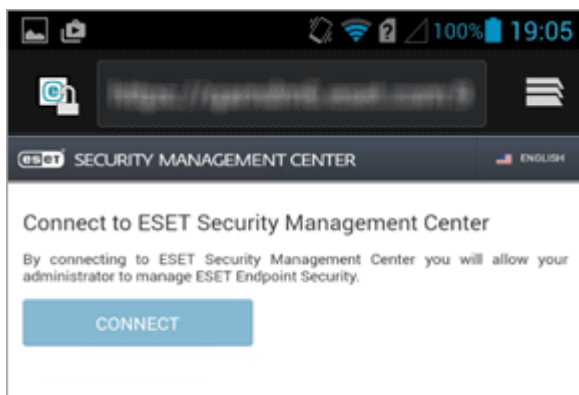 100% 19:05
eset SECURITY MANAGEMENT CENTER ENGLISH
Connect to ESET Security Management Center
By connecting to ESET Security Management Center you will allow your
administrator to manage ESET Endpoint Security.
CONNECT